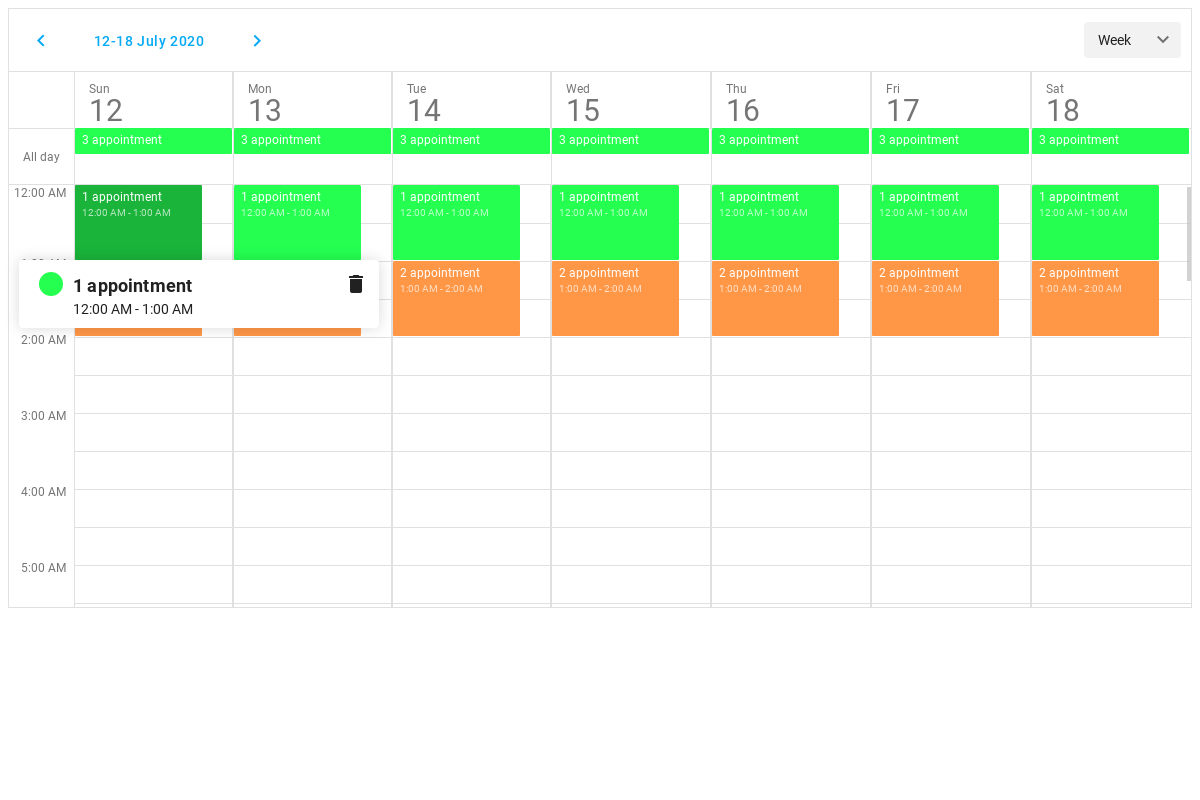 12-18 July 2020
Week
Sun Mon Tue Wed Thu Fri Sat
12 13 14 15 16 17 18
All day
3 appointment 3 appointment 3 appointment 3 appointment 3 appointment 3 appointment 3 appointment
12:00 AM
1 appointment 1 appointment 1 appointment 1 appointment 1 appointment 1 appointment 1 appointment
12:00 AM - 1:00 AM 12:00 AM - 1:00 AM 12:00 AM - 1:00 AM 12:00 AM - 1:00 AM 12:00 AM - 1:00 AM 12:00 AM - 1:00 AM 12:00 AM - 1:00 AM
2 appointment 2 appointment 2 appointment 2 appointment 2 appointment
1:00 AM - 2:00 AM 1:00 AM - 2:00 AM 1:00 AM - 2:00 AM 1:00 AM - 2:00 AM 1:00 AM - 2:00 AM
1 appointment
12:00 AM - 1:00 AM
2:00 AM
3:00 AM
4:00 AM
5:00 AM